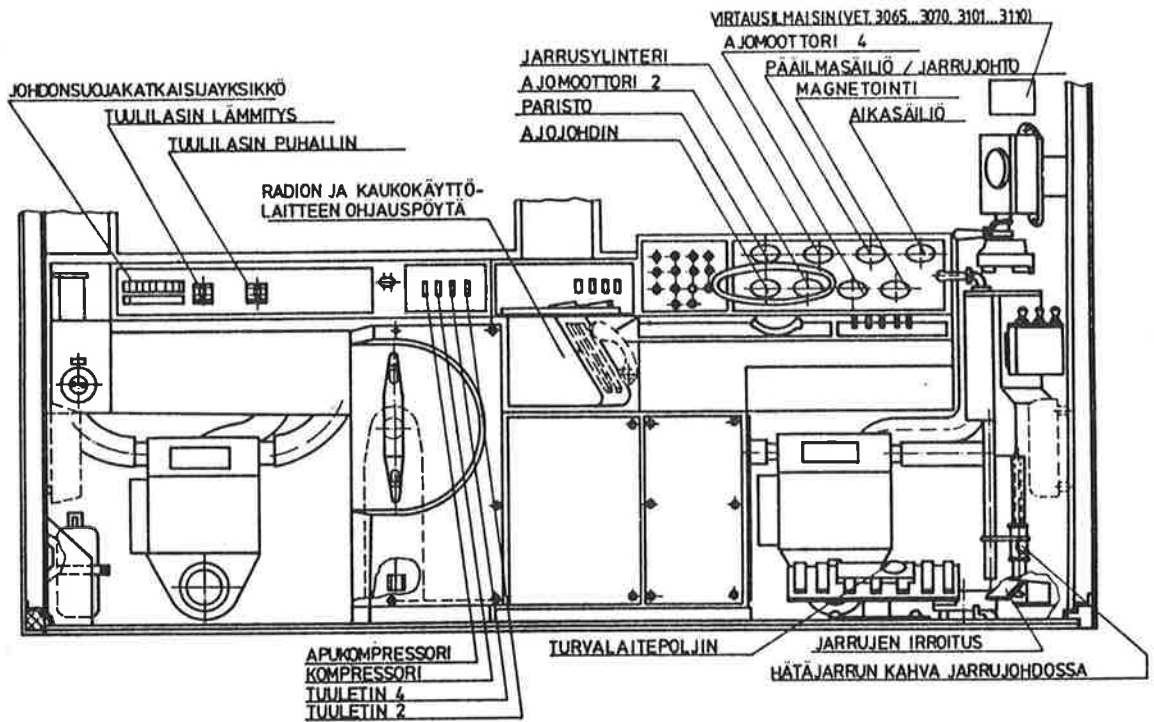 VIRTAUSILMAISIN (VET. 3065...3070, 3101...3110)
AJOMOOTTORI 4
JARRUSYLINTERI
PÄÄILMASÄILIÖ / JARRUJOHTO
AJOMOOTTORI 2
MAGNETOINTI
JOHDONSUOJAKATKAISIJAYKSIKKÖ
PARISTO
AIKASÄILIÖ
TUULILASIN LÄMMITYS
AJOJOHDIN
TUULILASIN PUHALLIN
RADION JA KAUKOKÄYTTÖ-
LAITTEEN OHJAUSPÖYTÄ
TURVALAITEPOLJIN
JARRUJEN IRROITUS
APUKOMPRESSORI
KOMPRESSORI
HÄTÄJARRUN KAHVA JARRUJOHDOSSA
TUULETIN 4
TUULETIN 2